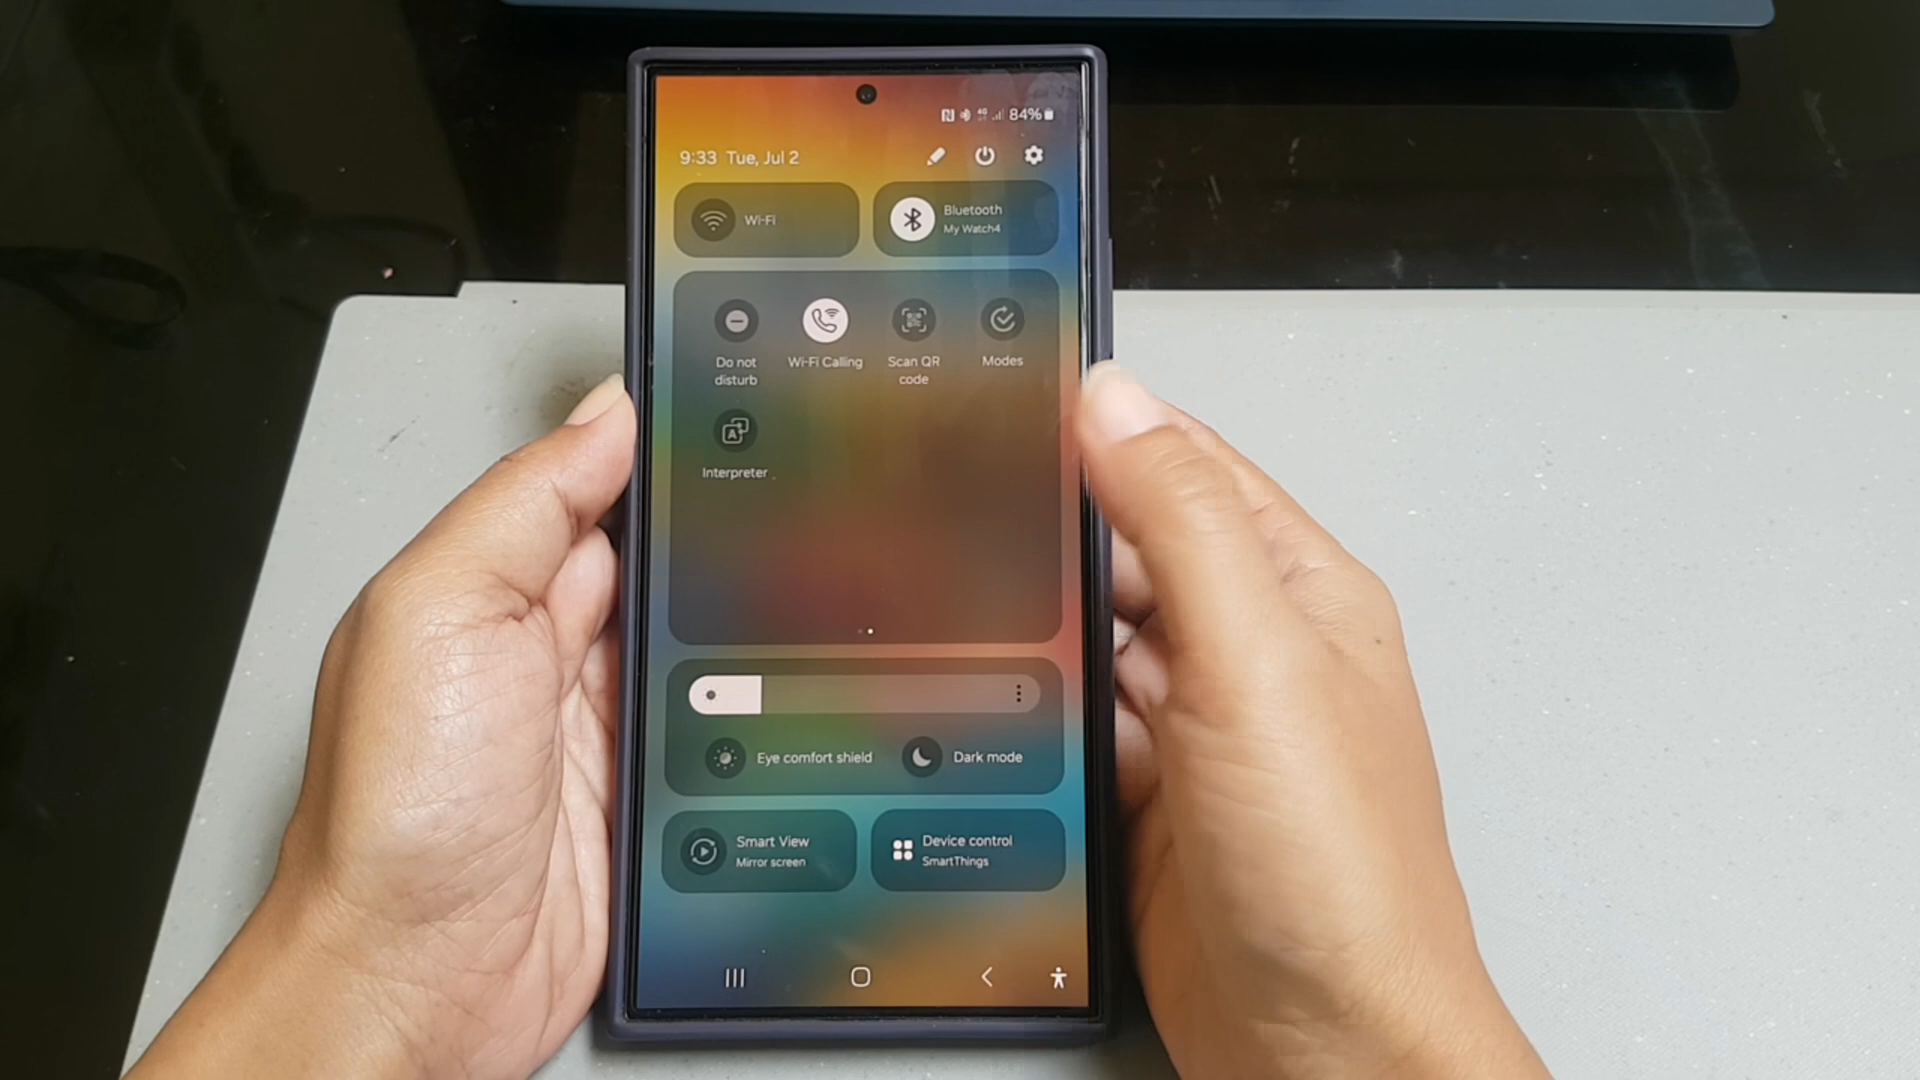 4G 84%
9:33 Tue, Jul 2
Wi-Fi
Bluetooth
My Watch4
Do not
disturb
Wi-Fi Calling
Scan QR
code
Modes
Interpreter
Eye comfort shield
Dark mode
Smart View
Mirror screen
Device control
SmartThings